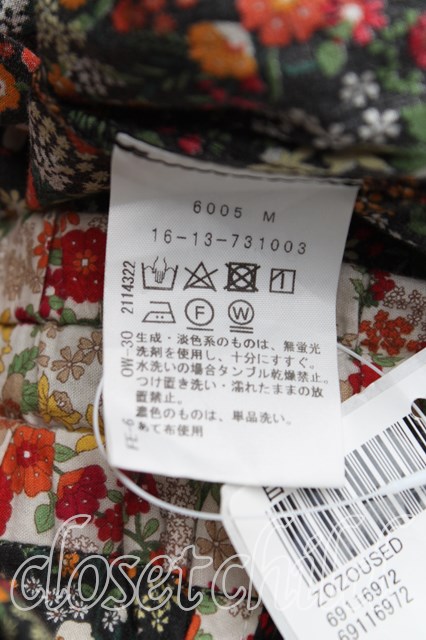 6005 M
16-13-731003
2114322
OW-30
F
W
生成・淡色系のものは、無蛍光
洗剤を使用し、十分にすすぐ。
水洗いの場合タンブル乾燥禁止。
つけ置き洗い・濡れたままの放
置禁止。
濃色のものは、単品洗い。
あて布使用
ZOZOUSED
69116972
69116972